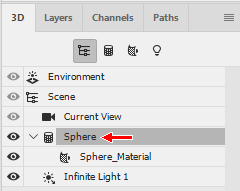 3D Layers Channels Paths
Environment
Scene
Current View
Sphere
Sphere_Material
Infinite Light 1